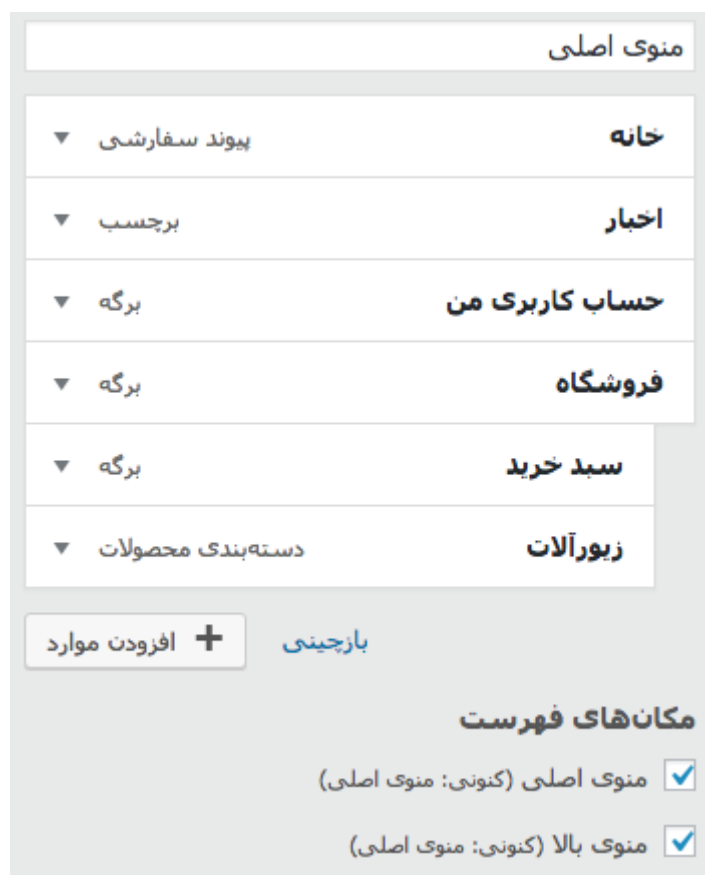 منوی اصلی
خانه پیوند سفارشی
اخبار برچسب
حساب کاربری من برگه
فروشگاه برگه
سبد خرید برگه
زیورآلات دسته‌بندی محصولات
بازچینی + افزودن موارد
مکان‌های فهرست
منوی اصلی (کنونی: منوی اصلی)
منوی بالا (کنونی: منوی اصلی)